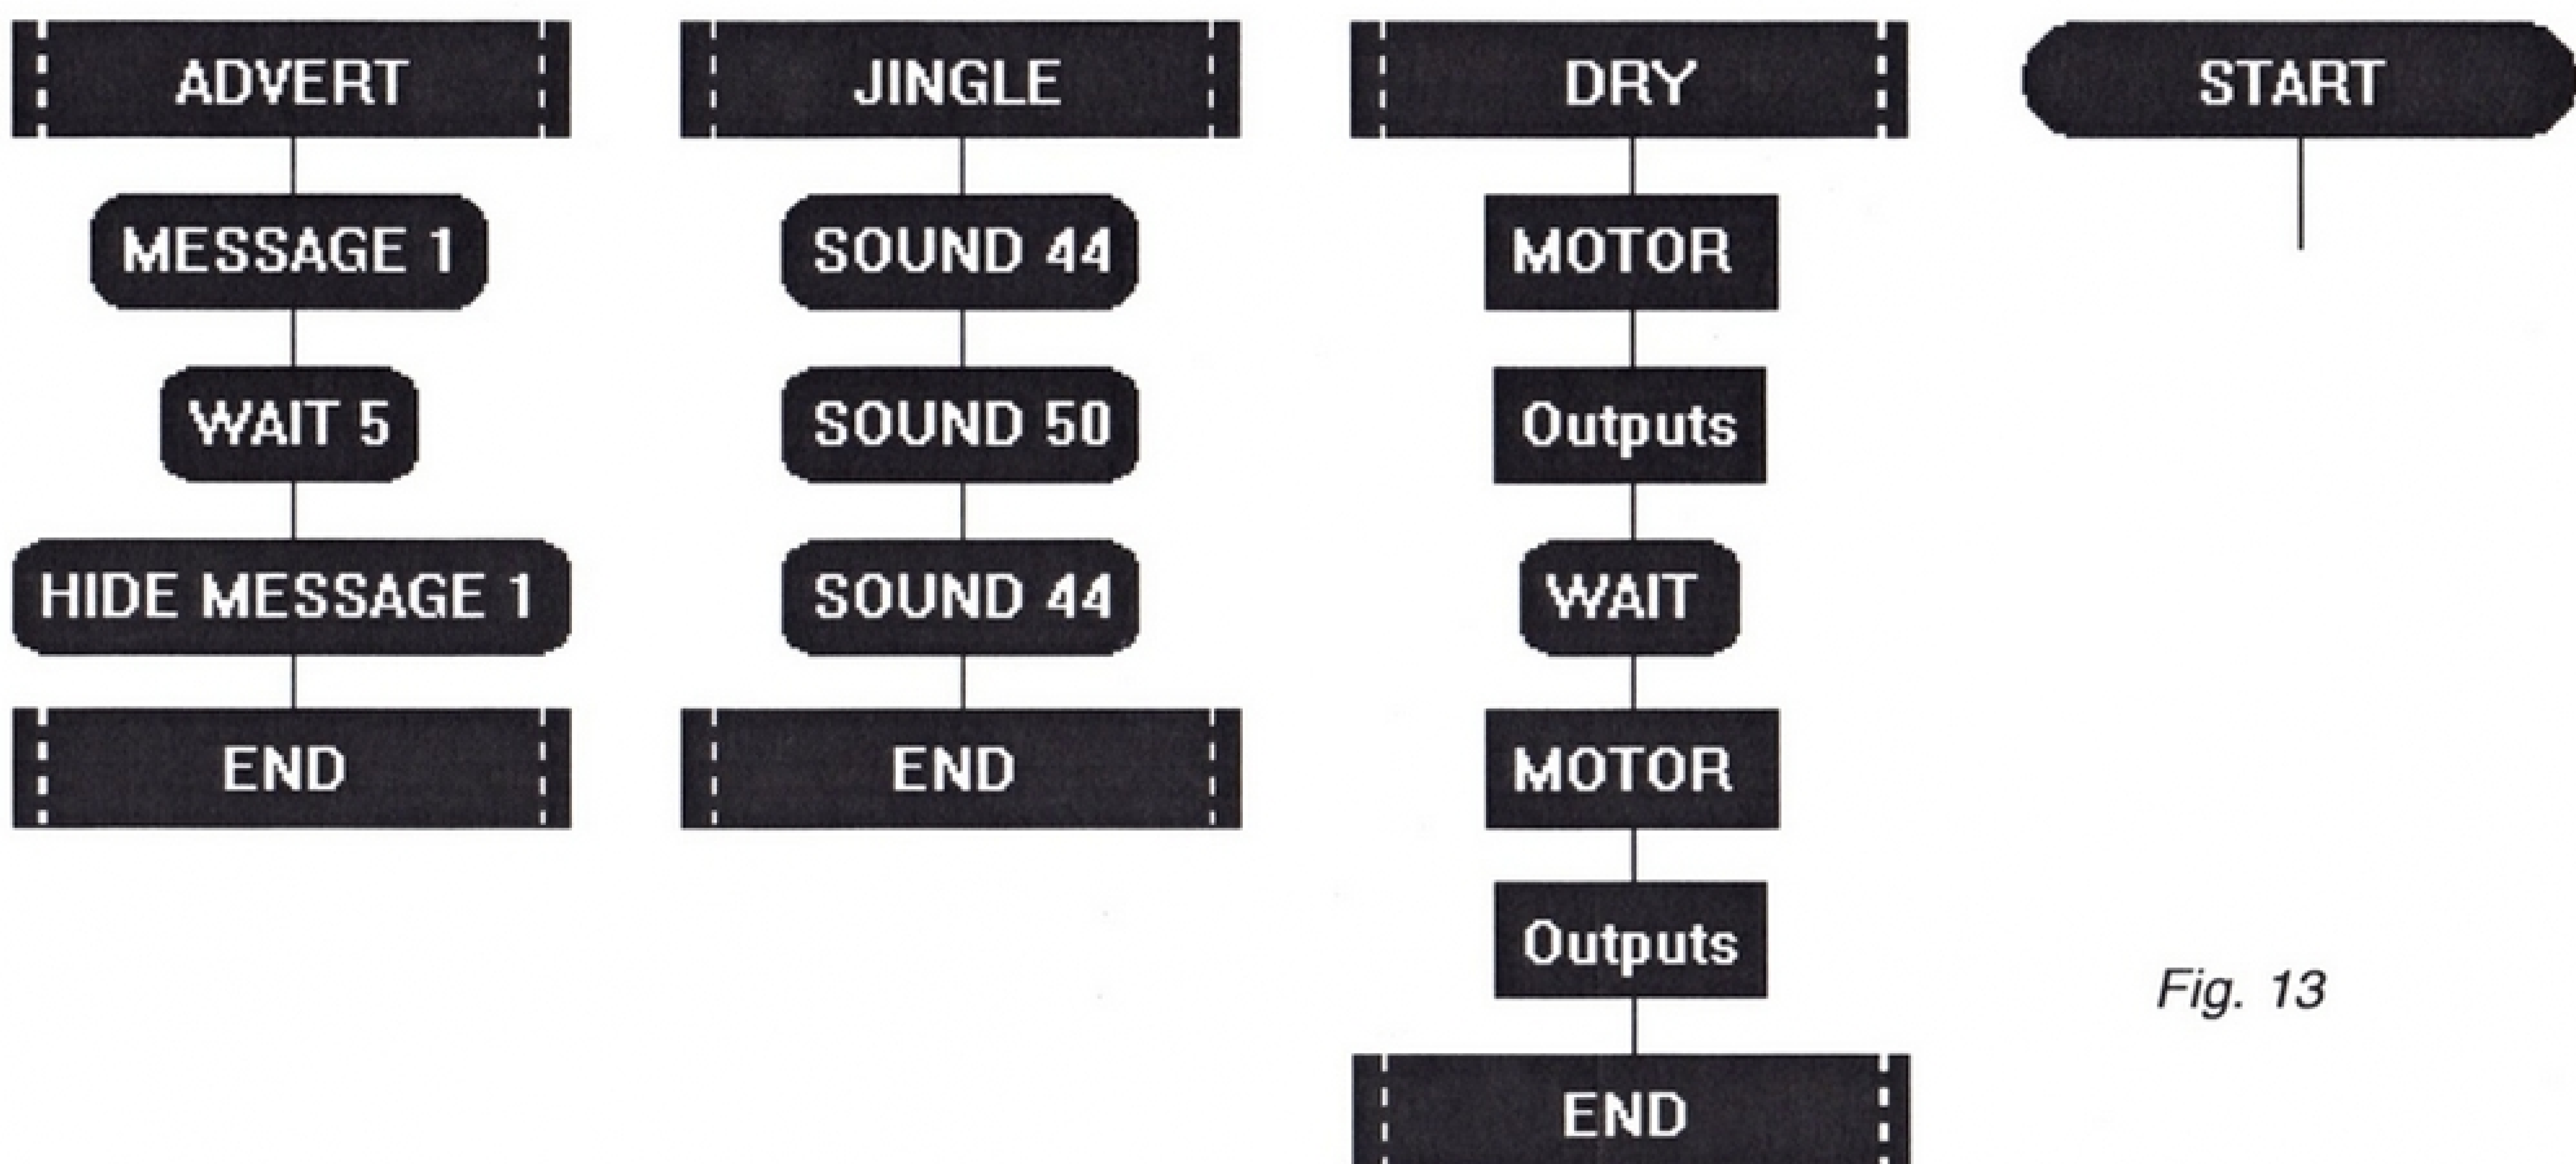 ADVERT
MESSAGE 1
WAIT 5
HIDE MESSAGE 1
END
JINGLE
SOUND 44
SOUND 50
SOUND 44
END
DRY
MOTOR
Outputs
WAIT
MOTOR
Outputs
END
START
Fig. 13